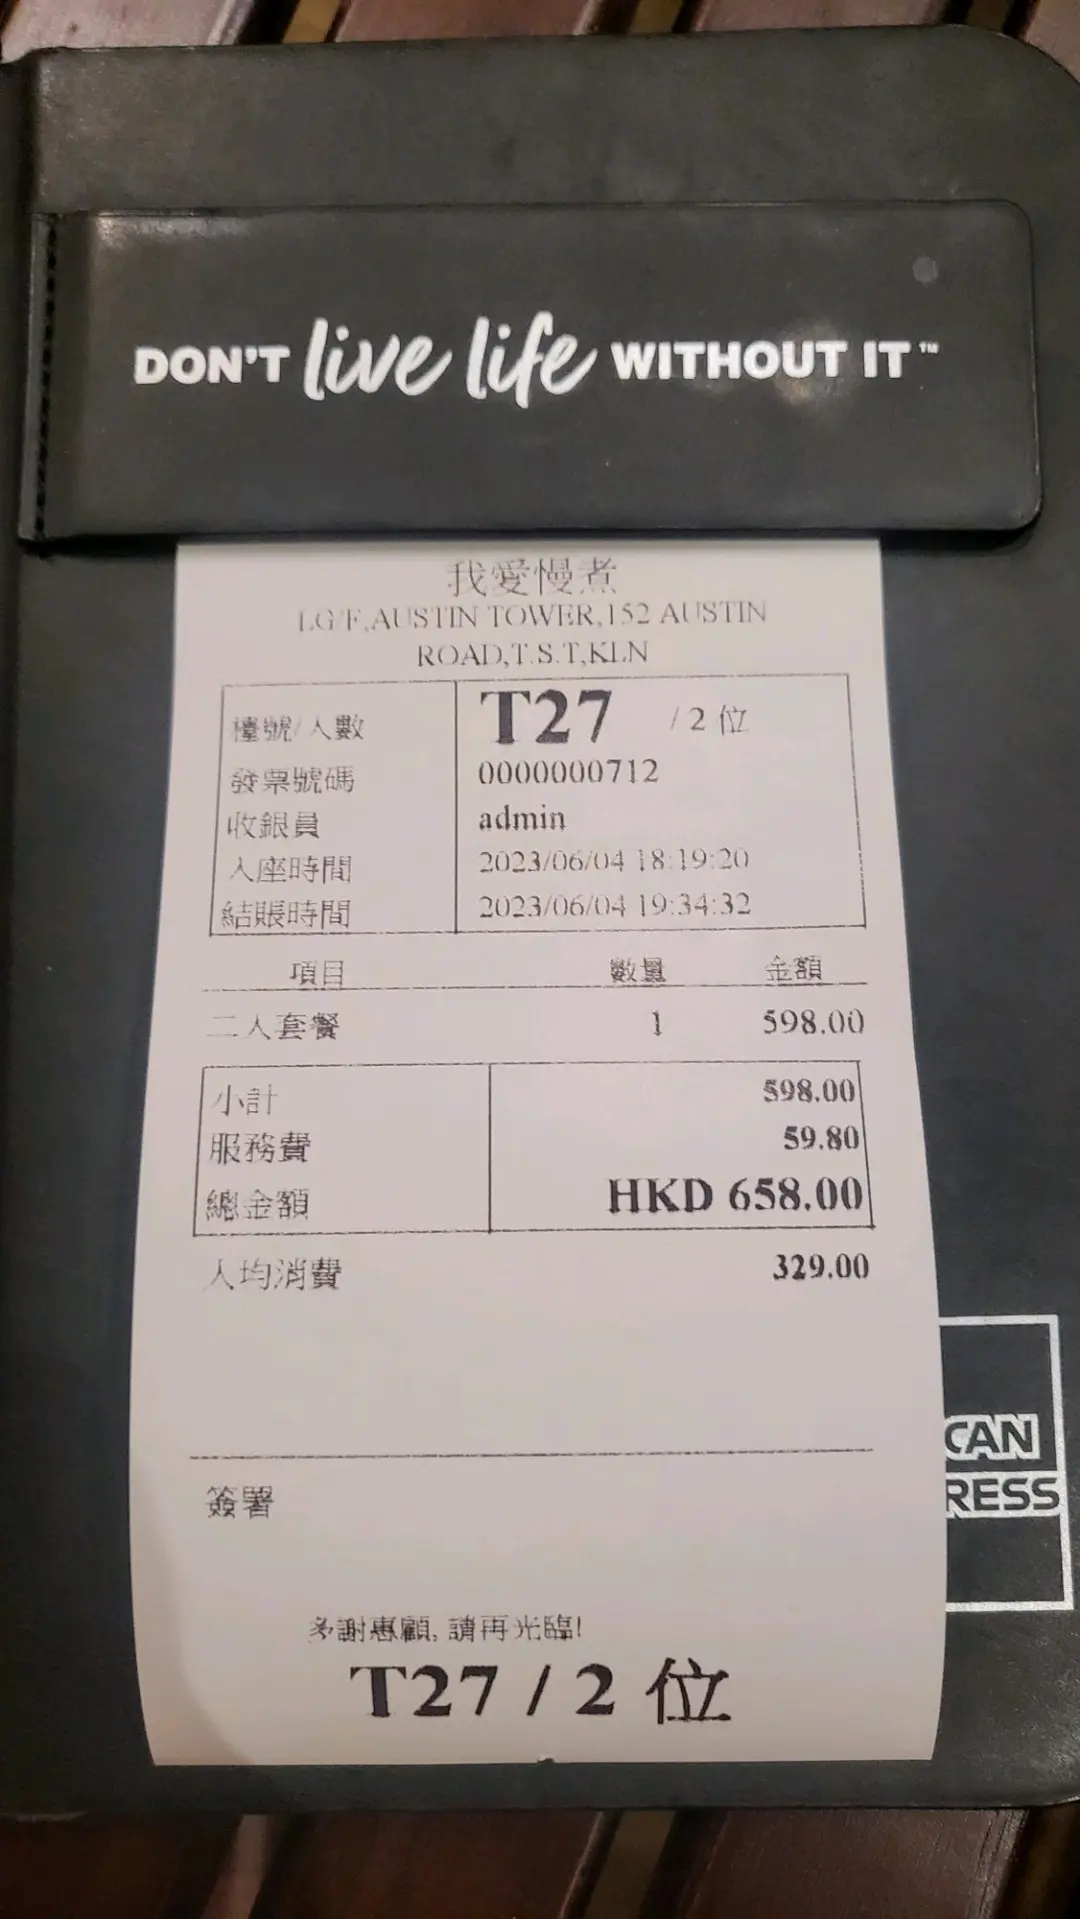 DON'T live life WITHOUT IT™
我愛慢煮
LG/F,AUSTIN TOWER,152 AUSTIN
ROAD,T.S.T,KLN
檯號/人數 T27 / 2 位
發票號碼 0000000712
收銀員 admin
入座時間 2023/06/04 18:19:20
結賬時間 2023/06/04 19:34:32
項目 數量 金額
二人套餐 1 598.00
小計 598.00
服務費 59.80
總金額 HKD 658.00
人均消費 329.00
CAN
RESS
簽署
多謝惠顧, 請再光臨!
T27 / 2 位